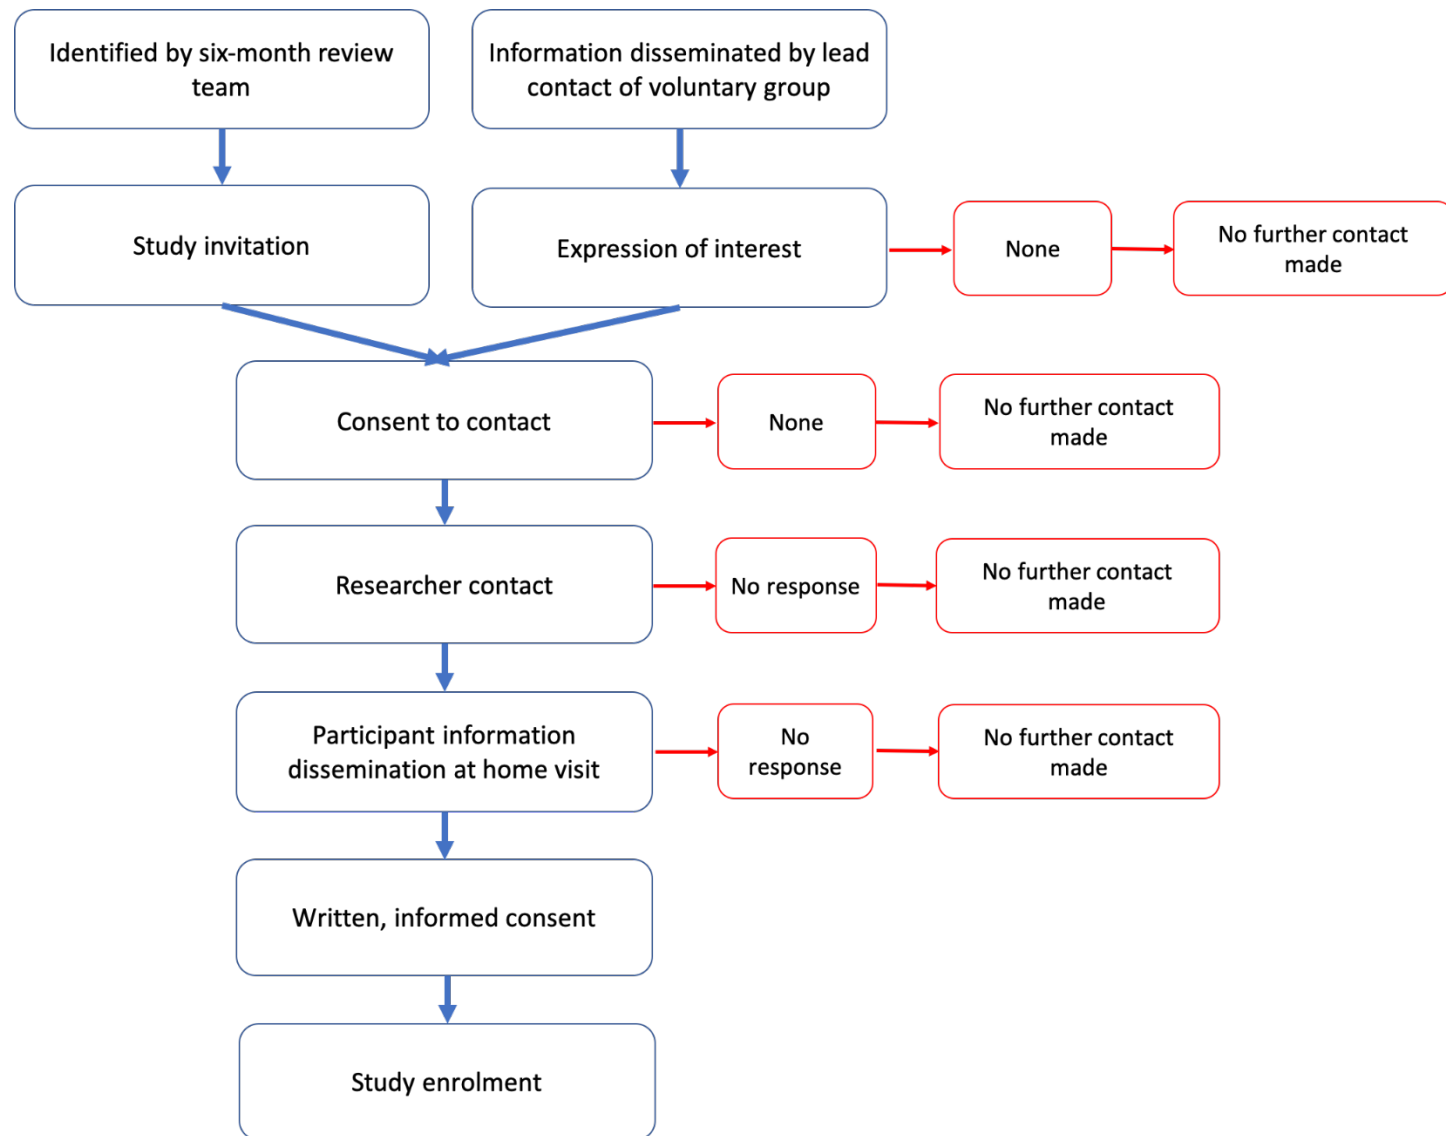 Identified by six-month review
team
Information disseminated by lead
contact of voluntary group
Study invitation
Expression of interest
None
No further contact
made
Consent to contact
None
No further contact
made
Researcher contact
No response
No further contact
made
Participant information
dissemination at home visit
No
response
No further contact
made
Written, informed consent
Study enrolment